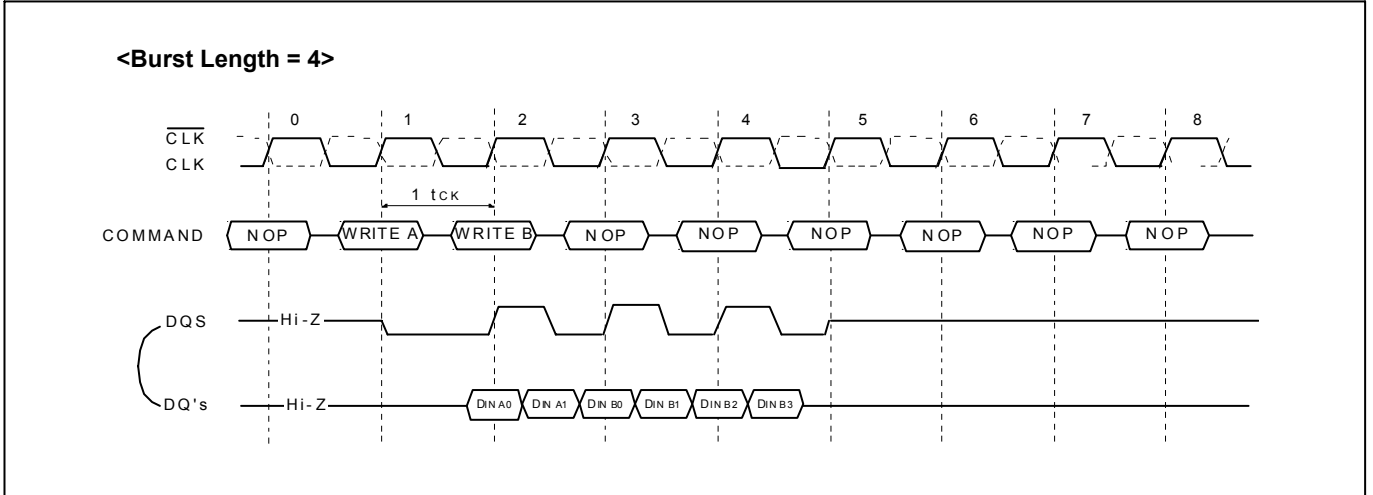 <Burst Length = 4>
0 1 2 3 4 5 6 7 8
CLK
CLK
1 tCK
COMMAND NOP WRITE A WRITE B NOP NOP NOP NOP NOP NOP
DQS Hi-Z
DQ's Hi-Z DIN A0 DIN A1 DIN B0 DIN B1 DIN B2 DIN B3